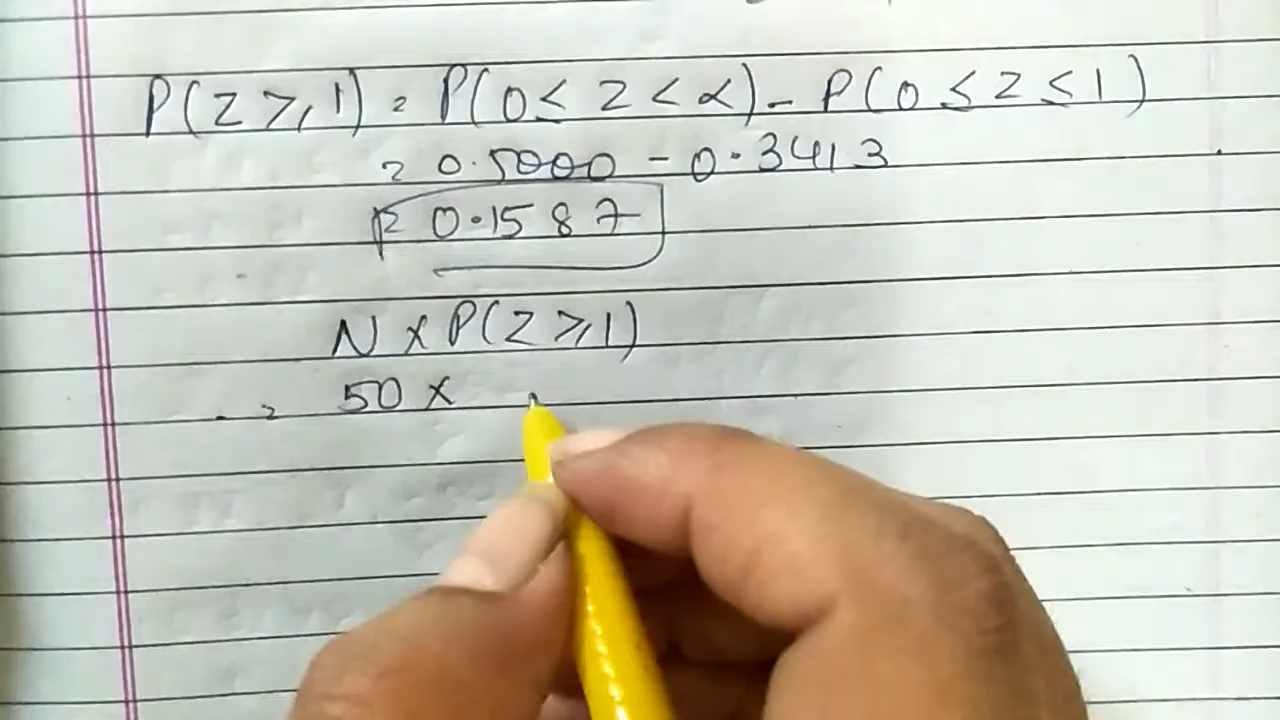 P(Z ≥ 1) = P(0 ≤ Z < α) - P(0 ≤ Z ≤ 1)
= 0.5000 - 0.3413
= 0.1587
N × P(Z ≥ 1)
= 50 ×